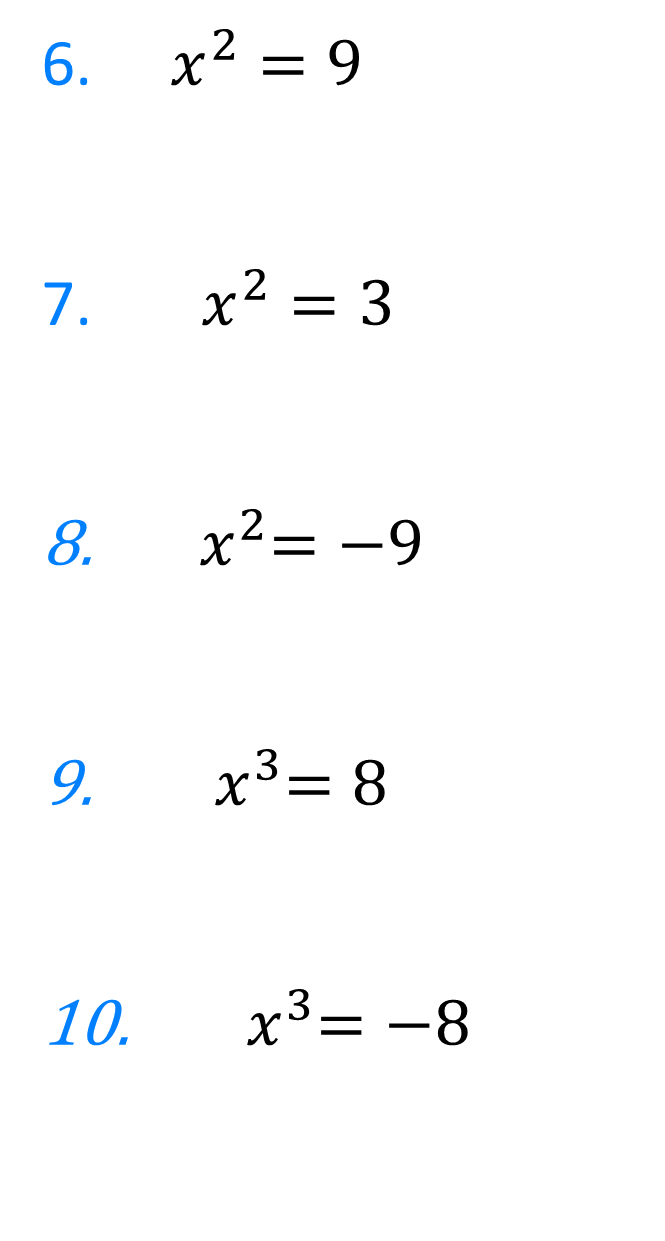 6. x² = 9
7. x² = 3
8. x² = −9
9. x³ = 8
10. x³ = −8